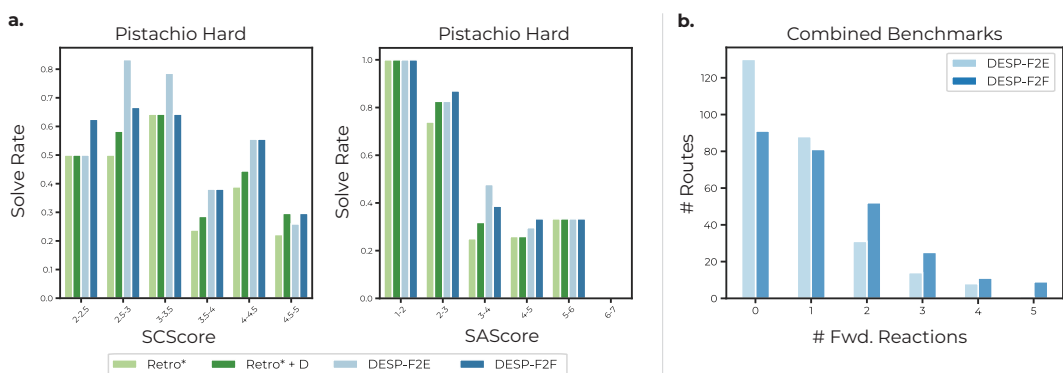 a.
Pistachio Hard
Solve Rate
0.8
0.7
0.6
0.5
0.4
0.3
0.2
0.1
0.0
2-2.5
2.5-3
3-3.5
3.5-4
4-4.5
4.5-5
SCScore
Pistachio Hard
Solve Rate
1.0
0.8
0.6
0.4
0.2
0.0
1-2
2-3
3-4
4-5
5-6
6-7
SAScore
Retro* Retro* + D DESP-F2E DESP-F2F
b.
Combined Benchmarks
DESP-F2E
DESP-F2F
# Routes
120
100
80
60
40
20
0
0 1 2 3 4 5
# Fwd. Reactions